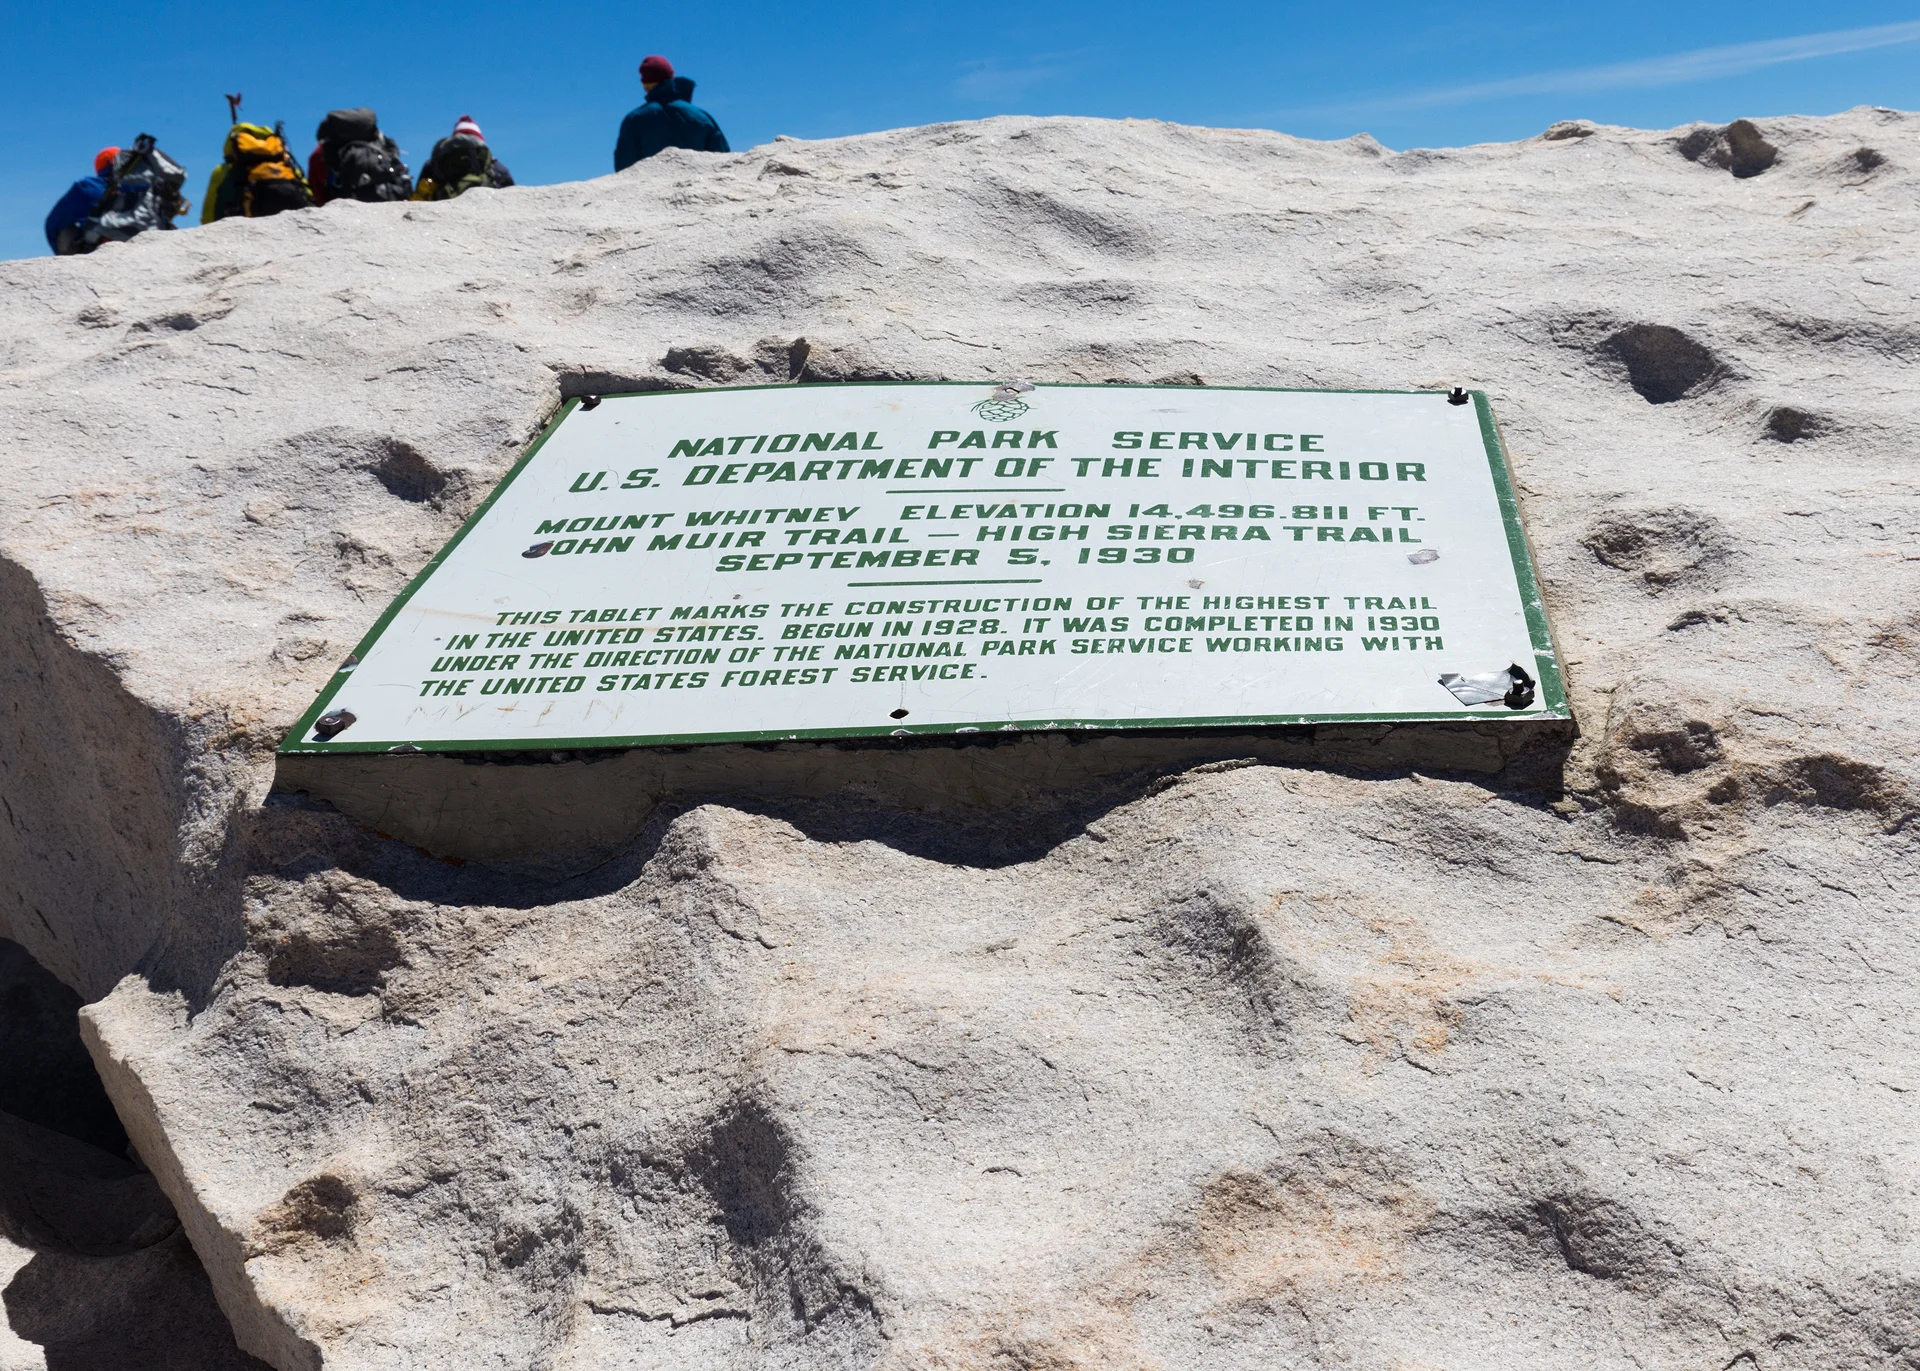 NATIONAL PARK SERVICE
U.S. DEPARTMENT OF THE INTERIOR
MOUNT WHITNEY ELEVATION 14,496.811 FT.
JOHN MUIR TRAIL — HIGH SIERRA TRAIL
SEPTEMBER 5, 1930
THIS TABLET MARKS THE CONSTRUCTION OF THE HIGHEST TRAIL
IN THE UNITED STATES. BEGUN IN 1928. IT WAS COMPLETED IN 1930
UNDER THE DIRECTION OF THE NATIONAL PARK SERVICE WORKING WITH
THE UNITED STATES FOREST SERVICE.